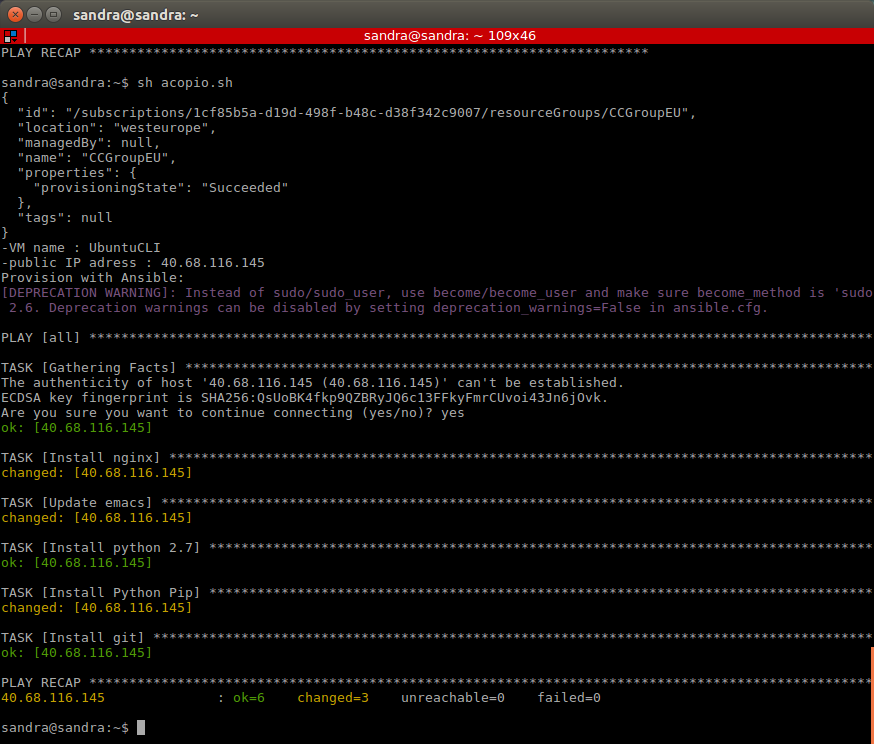 sandra@sandra: ~
sandra@sandra: ~ 109x46
PLAY RECAP **********************************************************************
sandra@sandra:~$ sh acopio.sh
{
  "id": "/subscriptions/1cf85b5a-d19d-498f-b48c-d38f342c9007/resourceGroups/CCGroupEU",
  "location": "westeurope",
  "managedBy": null,
  "name": "CCGroupEU",
  "properties": {
    "provisioningState": "Succeeded"
  },
  "tags": null
}
-VM name : UbuntuCLI
-public IP adress : 40.68.116.145
Provision with Ansible:
[DEPRECATION WARNING]: Instead of sudo/sudo_user, use become/become_user and make sure become_method is 'sudo
 2.6. Deprecation warnings can be disabled by setting deprecation_warnings=False in ansible.cfg.
PLAY [all] **************************************************************************************************
TASK [Gathering Facts] **************************************************************************************
The authenticity of host '40.68.116.145 (40.68.116.145)' can't be established.
ECDSA key fingerprint is SHA256:QsUoBK4fkp9QZBRyJQ6c13FFkyFmrCUvoi43Jn6jOvk.
Are you sure you want to continue connecting (yes/no)? yes
ok: [40.68.116.145]
TASK [Install nginx] ****************************************************************************************
changed: [40.68.116.145]
TASK [Update emacs] *****************************************************************************************
changed: [40.68.116.145]
TASK [Install python 2.7] ***********************************************************************************
ok: [40.68.116.145]
TASK [Install Python Pip] ***********************************************************************************
changed: [40.68.116.145]
TASK [Install git] ******************************************************************************************
ok: [40.68.116.145]
PLAY RECAP **************************************************************************************************
40.68.116.145              : ok=6    changed=3    unreachable=0    failed=0
sandra@sandra:~$